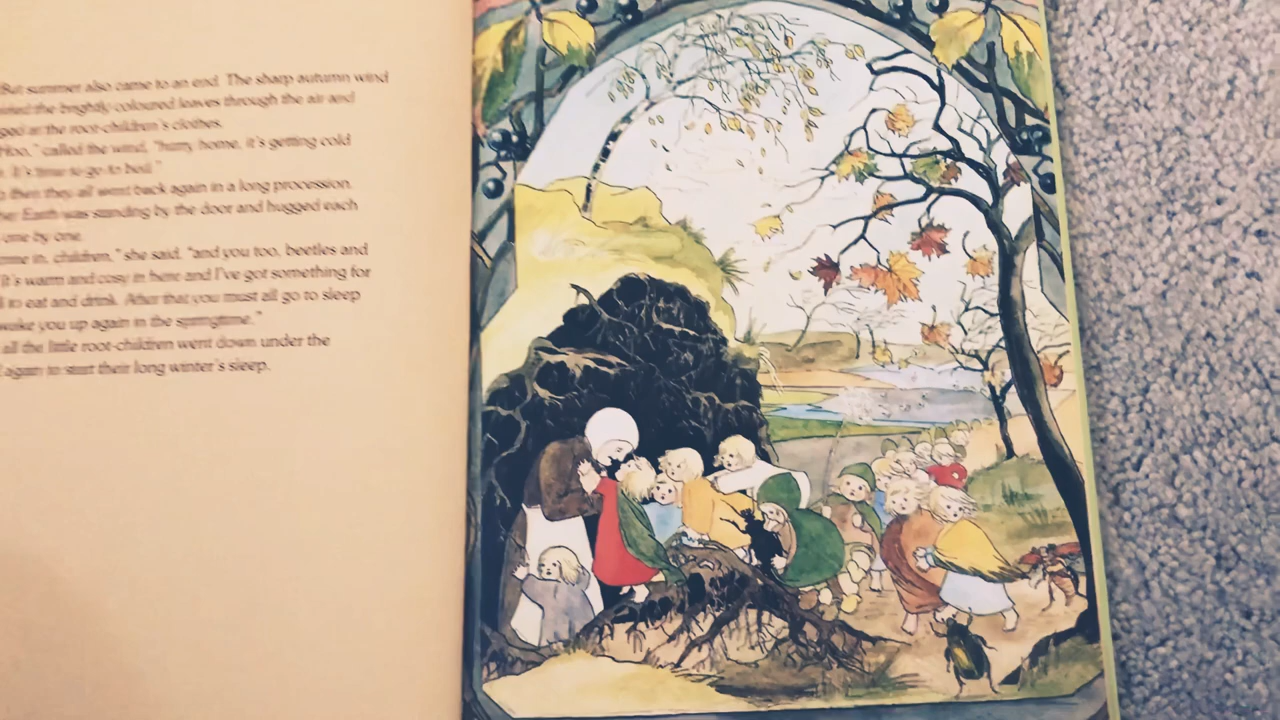 But summer also came to an end. The sharp autumn wind
the brightly coloured leaves through the air and
at the root-children's clothes.
Hoo," called the wind, "hurry home, it's getting cold
It's time to go to bed."
then they all went back again in a long procession.
Earth was standing by the door and hugged each
one by one.
in, children," she said, "and you too, beetles and
it's warm and cosy in here and I've got something for
to eat and drink. After that you must all go to sleep
wake you up again in the springtime."
all the little root-children went down under the
again to start their long winter's sleep.